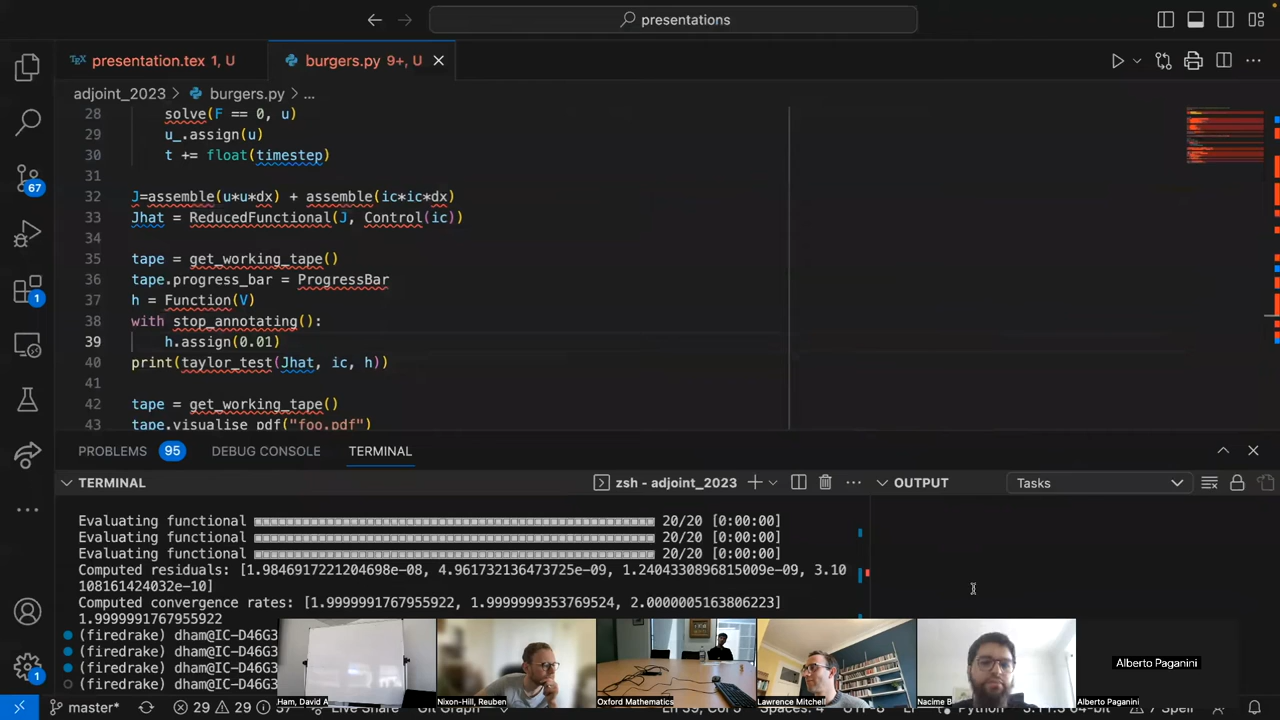 presentations
presentation.tex 1, U
burgers.py 9+, U
adjoint_2023 > burgers.py > ...
28 solve(F == 0, u)
29 u_.assign(u)
30 t += float(timestep)
31
32 J=assemble(u*u*dx) + assemble(ic*ic*dx)
33 Jhat = ReducedFunctional(J, Control(ic))
34
35 tape = get_working_tape()
36 tape.progress_bar = ProgressBar
37 h = Function(V)
38 with stop_annotating():
39 h.assign(0.01)
40 print(taylor_test(Jhat, ic, h))
41
42 tape = get_working_tape()
43 tape.visualise_pdf("foo.pdf")
67
1
1
PROBLEMS 95 DEBUG CONSOLE TERMINAL
TERMINAL
zsh - adjoint_2023
OUTPUT
Tasks
Evaluating functional 20/20 [0:00:00]
Evaluating functional 20/20 [0:00:00]
Evaluating functional 20/20 [0:00:00]
Computed residuals: [1.9846917221204698e-08, 4.961732136473725e-09, 1.2404330896815009e-09, 3.10
108161424032e-10]
Computed convergence rates: [1.9999991767955922, 1.9999999353769524, 2.0000005163806223]
1.9999991767955922
(firedrake) dham@IC-D46G3
(firedrake) dham@IC-D46G3
(firedrake) dham@IC-D46G3
(firedrake) dham@IC-D46G3
Ham, David A
Nixon-Hill, Reuben
Oxford Mathematics
Lawrence Mitchell
Nacime B
Alberto Paganini
Alberto Paganini
master*
29 29
Live Share
Git Graph
Spell